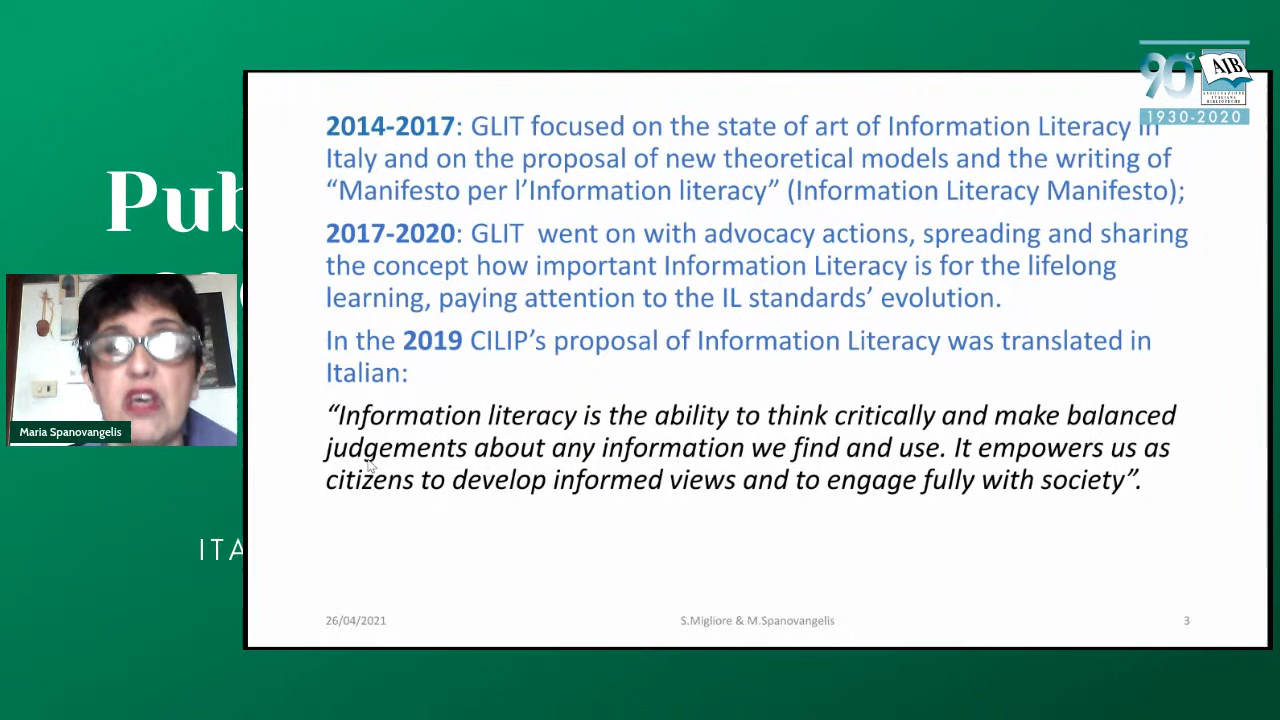 90°
AIB
ASSOCIAZIONE
ITALIANA
BIBLIOTECHE
1930-2020
2014-2017: GLIT focused on the state of art of Information Literacy in
Italy and on the proposal of new theoretical models and the writing of
“Manifesto per l’Information literacy” (Information Literacy Manifesto);
2017-2020: GLIT went on with advocacy actions, spreading and sharing
the concept how important Information Literacy is for the lifelong
learning, paying attention to the IL standards’ evolution.
In the 2019 CILIP’s proposal of Information Literacy was translated in
Italian:
“Information literacy is the ability to think critically and make balanced
judgements about any information we find and use. It empowers us as
citizens to develop informed views and to engage fully with society”.
26/04/2021
S.Migliore & M.Spanovangelis
3
Pub
Maria Spanovangelis
ITA